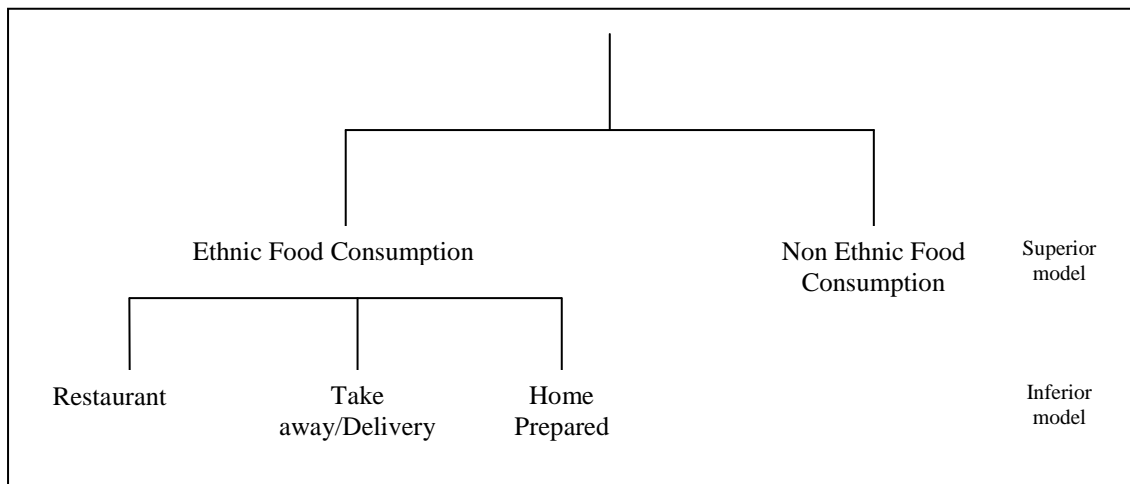 Ethnic Food Consumption
Non Ethnic Food
Consumption
Superior
model
Restaurant
Take
away/Delivery
Home
Prepared
Inferior
model